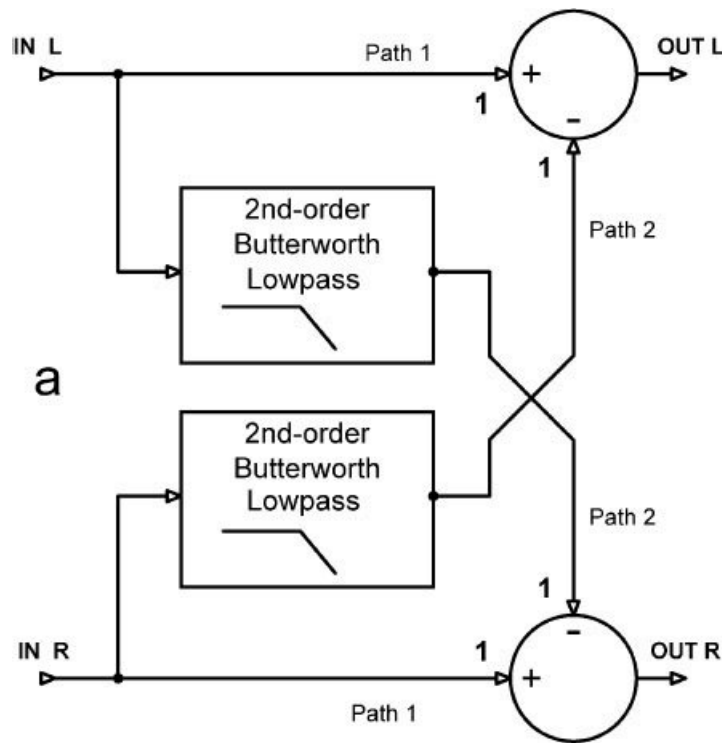 IN L
Path 1
OUT L
+
1
-
1
2nd-order
Butterworth
Lowpass
Path 2
a
2nd-order
Butterworth
Lowpass
Path 2
1
-
IN R
1
+
OUT R
Path 1